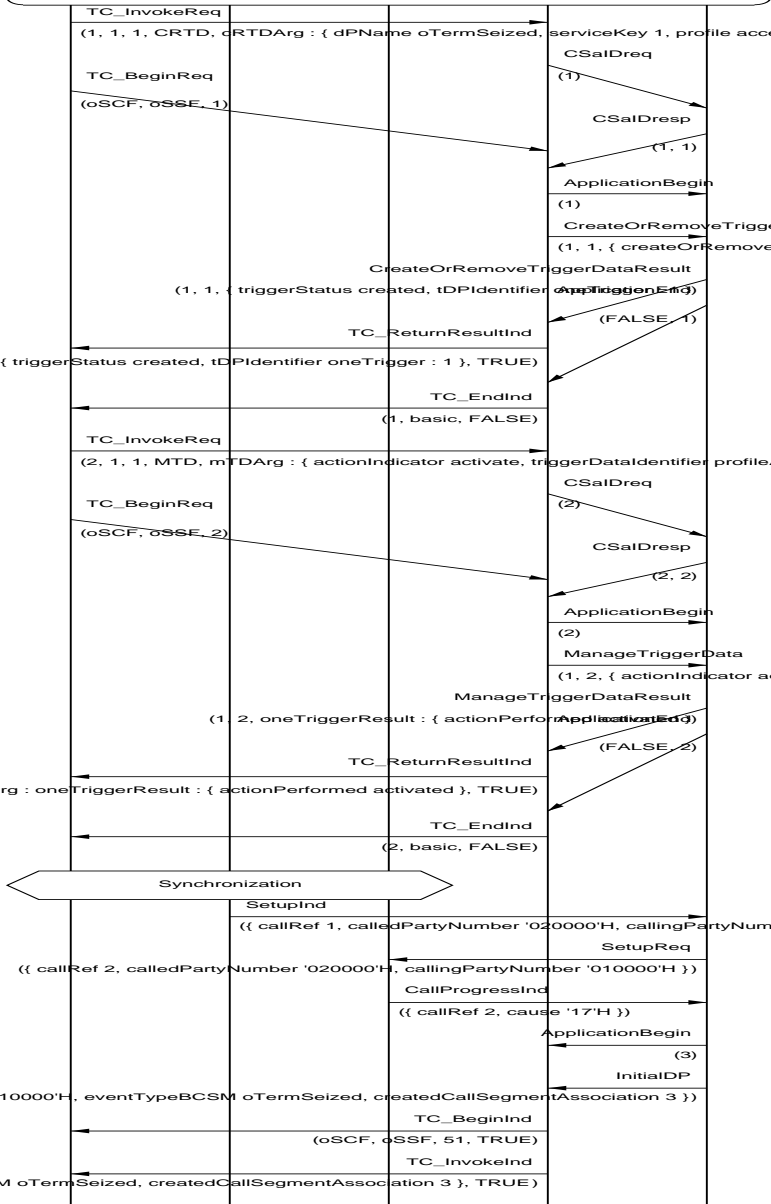 TC_InvokeReq
(1, 1, 1, CRTD, cRTDArg : { dPName oTermSeized, serviceKey 1, profile acce
CSaIDreq
(1)
TC_BeginReq
(oSCF, oSSF, 1)
CSaIDresp
(1, 1)
ApplicationBegin
(1)
CreateOrRemoveTrigge
(1, 1, { createOrRemove
CreateOrRemoveTriggerDataResult
(1, 1, { triggerStatus created, tDPIdentifier
ApplicationEnd
(FALSE, 1)
TC_ReturnResultInd
{ triggerStatus created, tDPIdentifier oneTrigger : 1 }, TRUE)
TC_EndInd
(1, basic, FALSE)
TC_InvokeReq
(2, 1, 1, MTD, mTDArg : { actionIndicator activate, triggerDataIdentifier profile
CSaIDreq
(2)
TC_BeginReq
(oSCF, oSSF, 2)
CSaIDresp
(2, 2)
ApplicationBegin
(2)
ManageTriggerData
(1, 2, { actionIndicator a
ManageTriggerDataResult
(1, 2, oneTriggerResult : { actionPerformed activated })
ApplicationEnd
(FALSE, 2)
TC_ReturnResultInd
rg : oneTriggerResult : { actionPerformed activated }, TRUE)
TC_EndInd
(2, basic, FALSE)
Synchronization
SetupInd
({ callRef 1, calledPartyNumber '020000'H, callingPartyNum
SetupReq
({ callRef 2, calledPartyNumber '020000'H, callingPartyNumber '010000'H })
CallProgressInd
({ callRef 2, cause '17'H })
ApplicationBegin
(3)
InitialDP
10000'H, eventTypeBCSM oTermSeized, createdCallSegmentAssociation 3 })
TC_BeginInd
(oSCF, oSSF, 51, TRUE)
TC_InvokeInd
M oTermSeized, createdCallSegmentAssociation 3 }, TRUE)